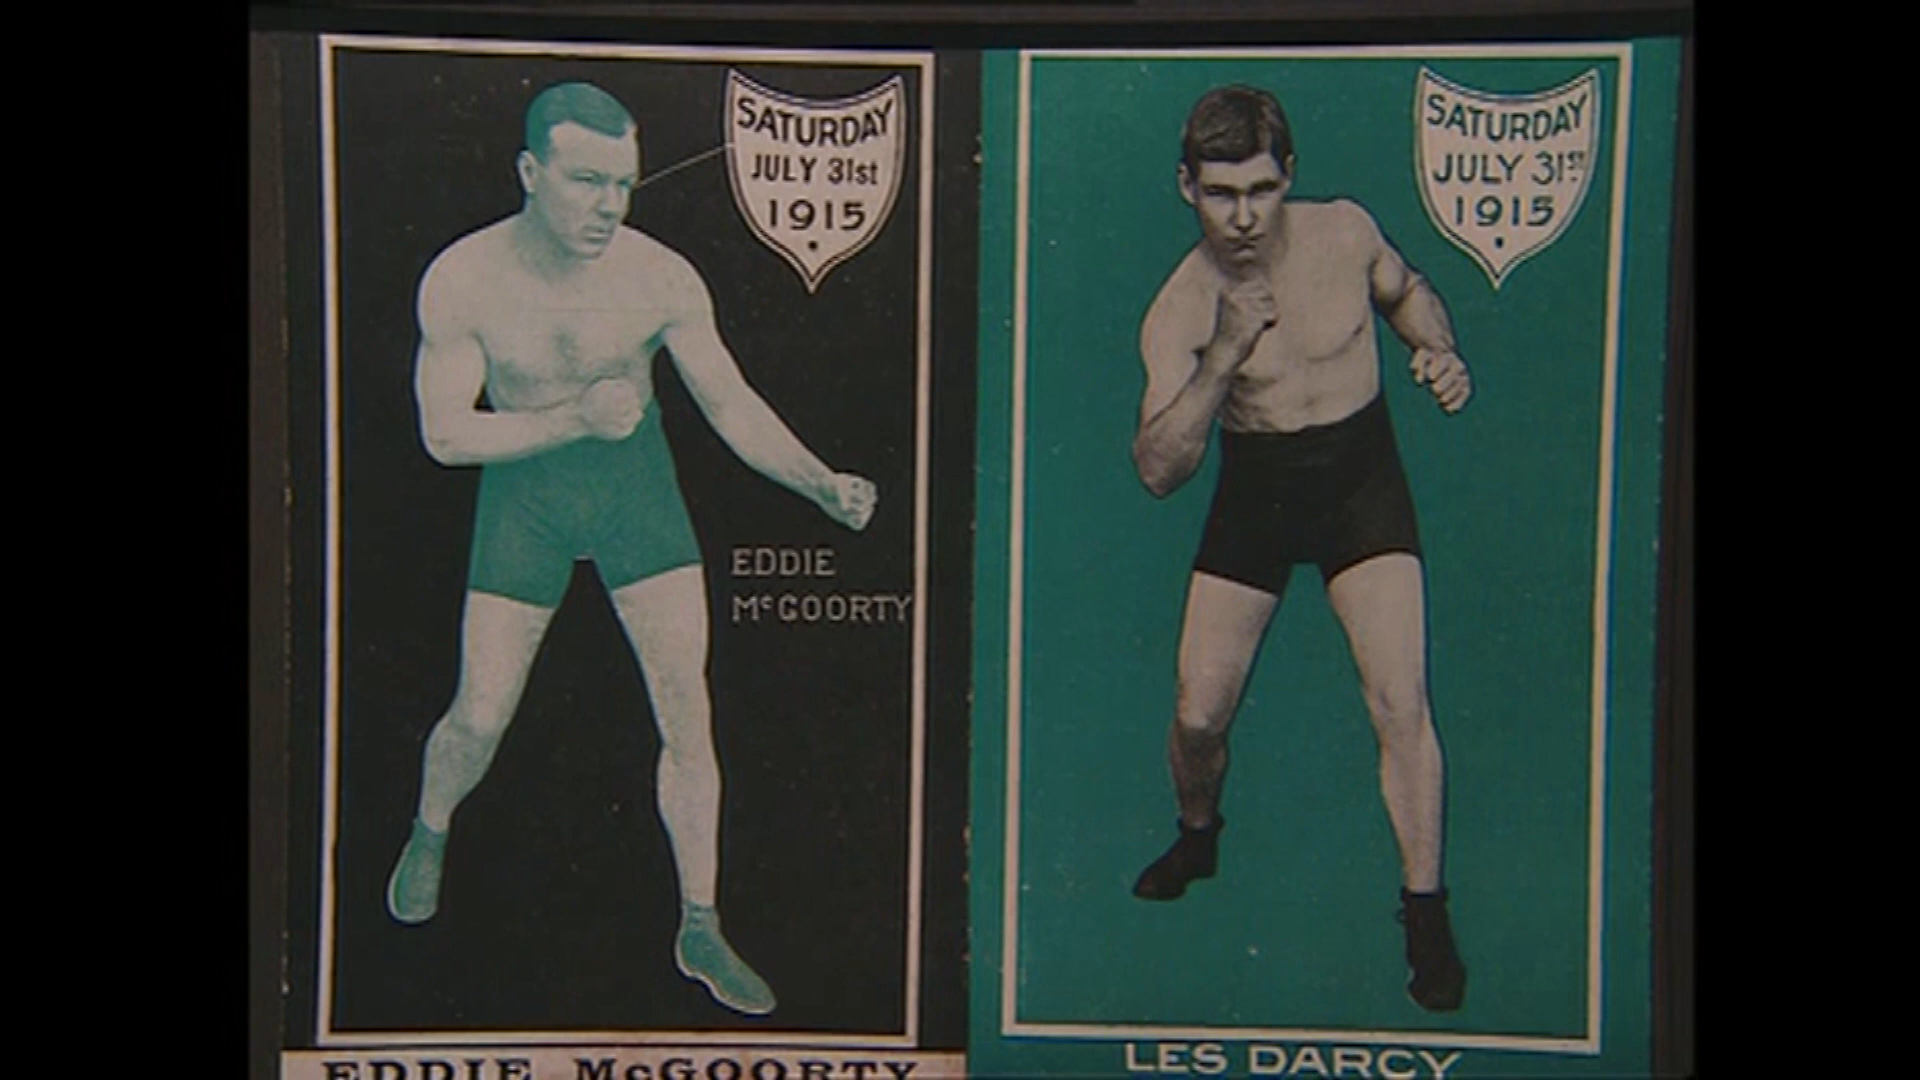 SATURDAY
JULY 31st
1915
EDDIE
McGOORTY
EDDIE McGOORTY
SATURDAY
JULY 31ST
1915
LES DARCY